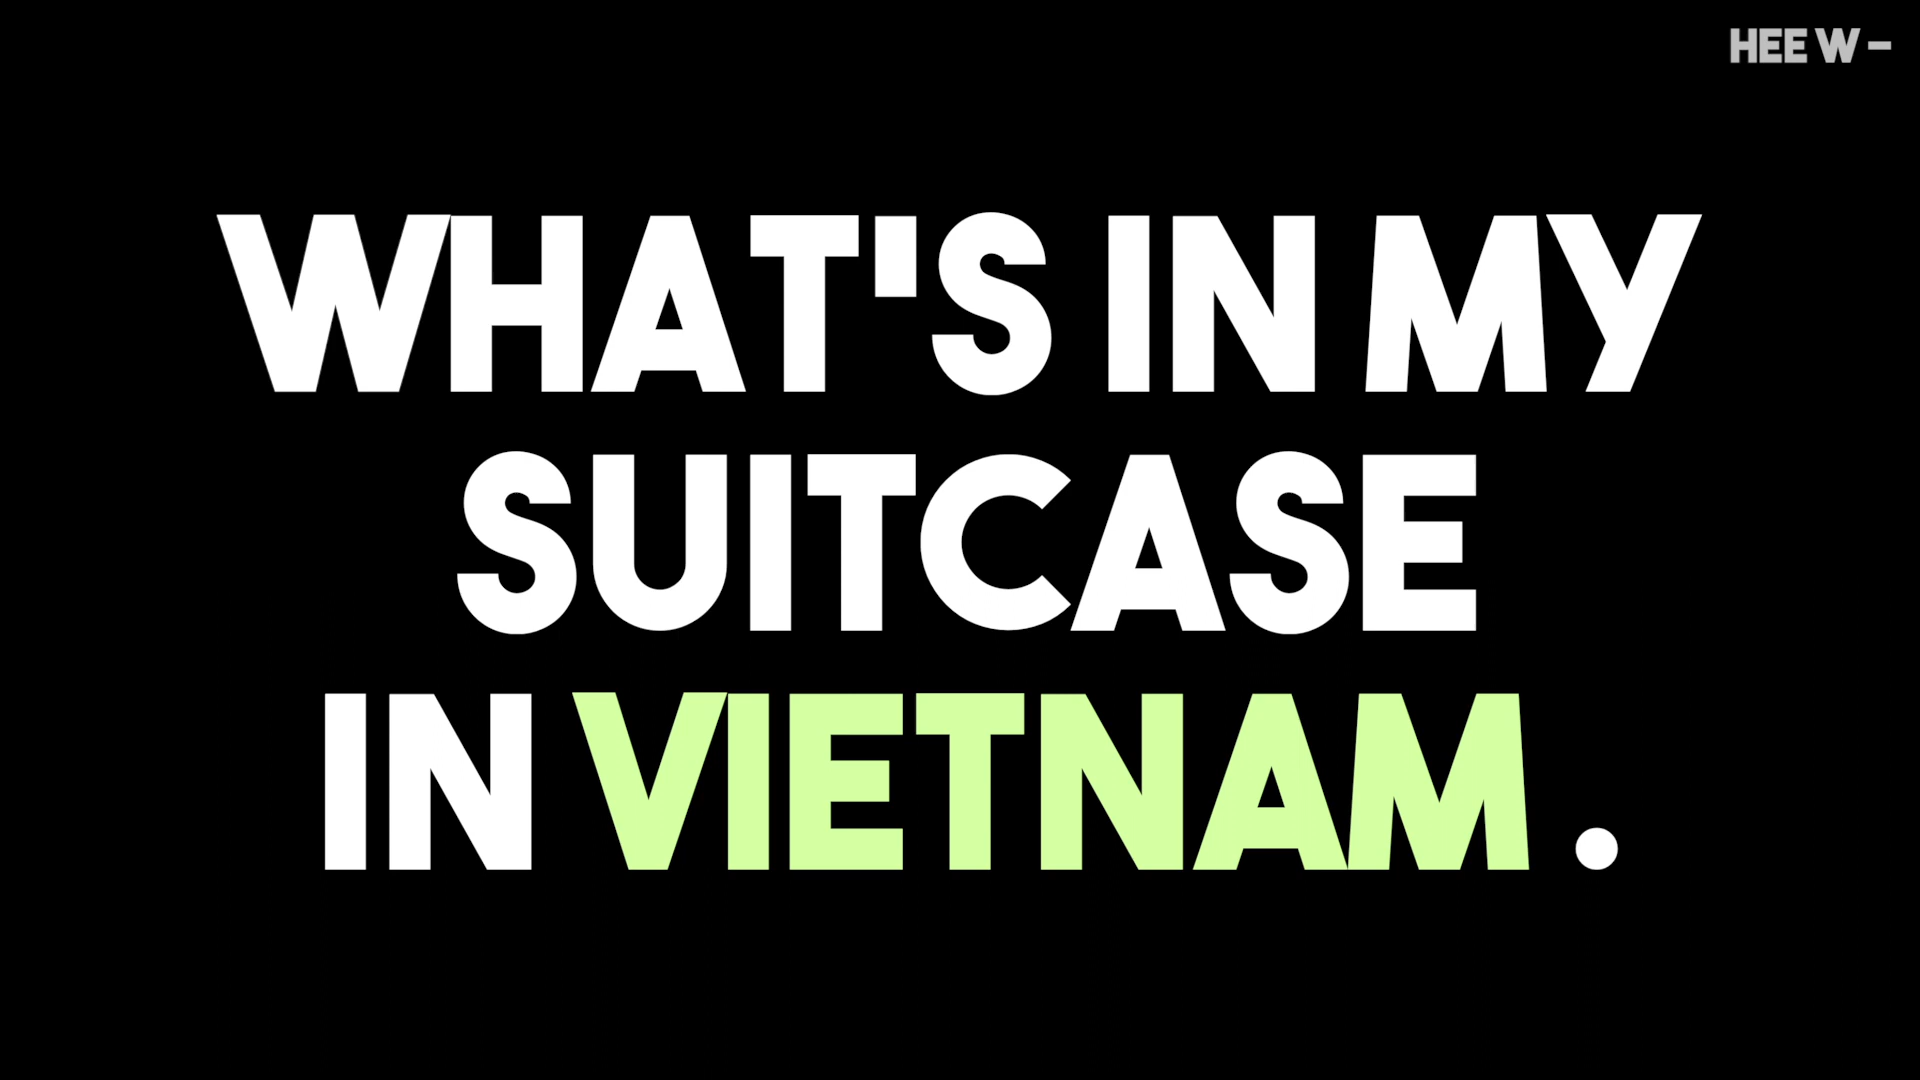 HEE W-
WHAT'S IN MY
SUITCASE
IN VIETNAM .